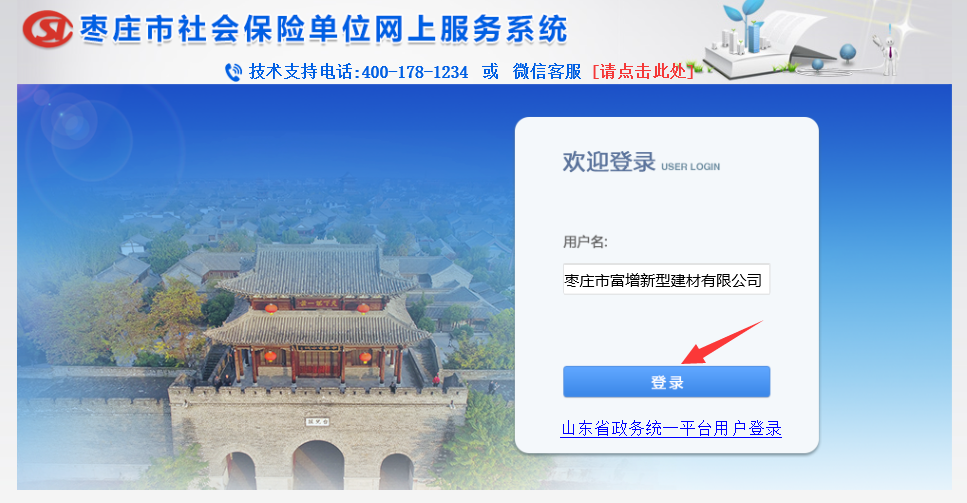 枣庄市社会保险单位网上服务系统
技术支持电话:400-178-1234 或 微信客服 [请点击此处]
欢迎登录 USER LOGIN
用户名:
枣庄市富增新型建材有限公司
登录
山东省政务统一平台用户登录